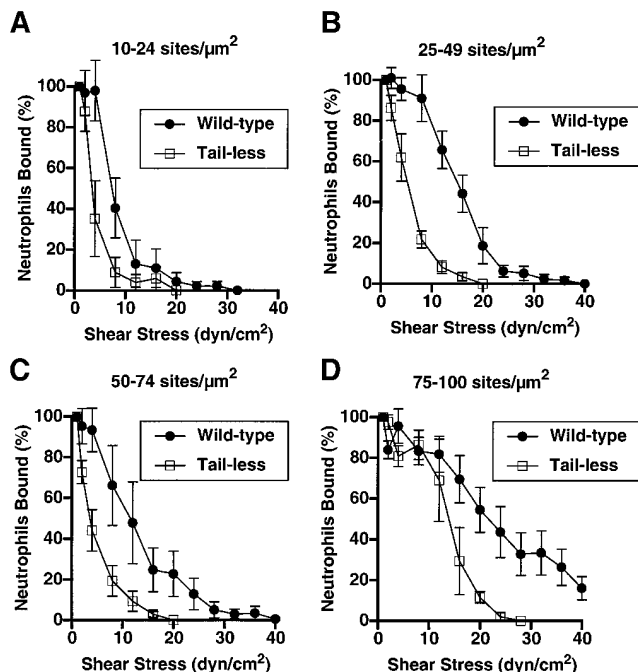 A
10-24 sites/µm²
Neutrophils Bound (%)
100
80
60
40
20
0
Wild-type
Tail-less
0 10 20 30 40
Shear Stress (dyn/cm²)
B
25-49 sites/µm²
Neutrophils Bound (%)
100
80
60
40
20
0
Wild-type
Tail-less
0 10 20 30 40
Shear Stress (dyn/cm²)
C
50-74 sites/µm²
Neutrophils Bound (%)
100
80
60
40
20
0
Wild-type
Tail-less
0 10 20 30 40
Shear Stress (dyn/cm²)
D
75-100 sites/µm²
Neutrophils Bound (%)
100
80
60
40
20
0
Wild-type
Tail-less
0 10 20 30 40
Shear Stress (dyn/cm²)